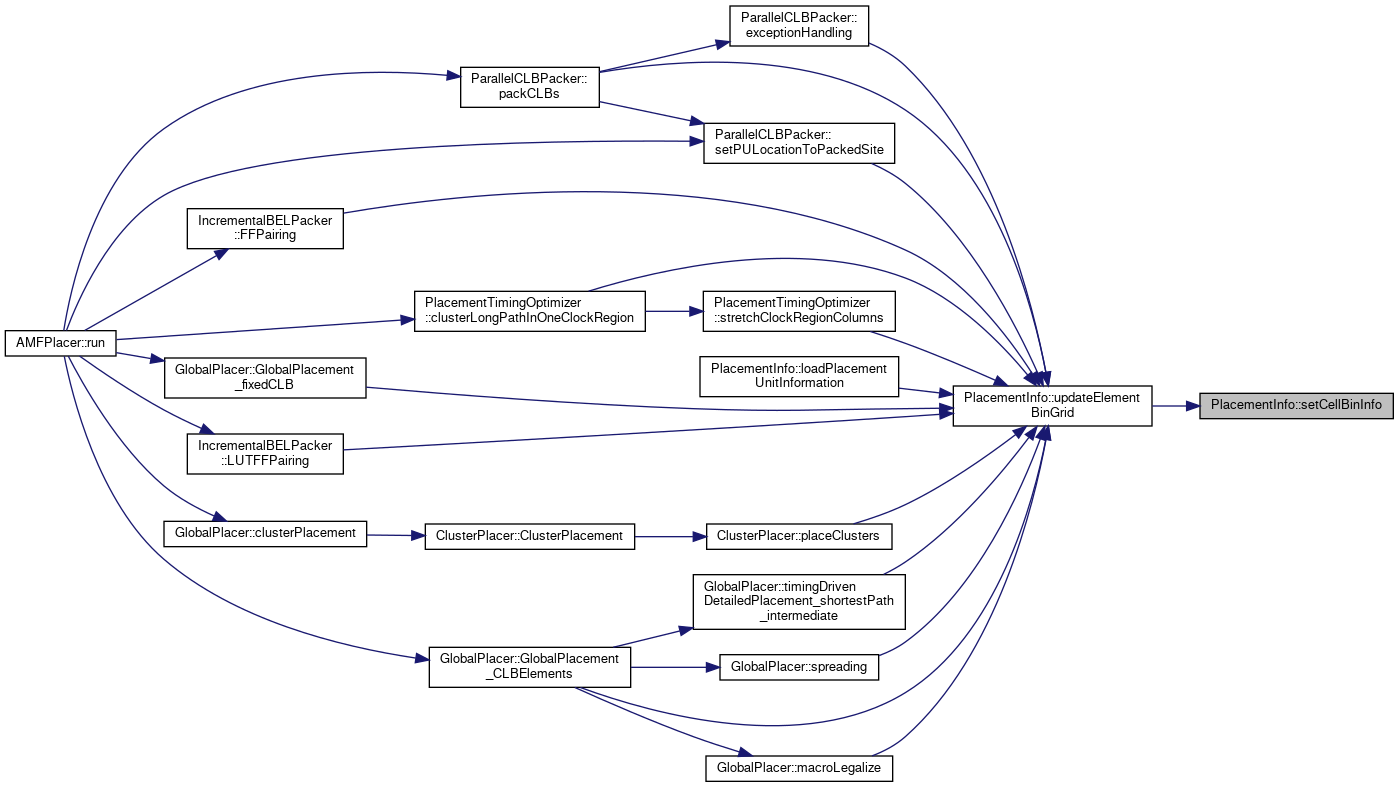 ParallelCLBPacker::
exceptionHandling
ParallelCLBPacker::
packCLBs
ParallelCLBPacker::
setPULocationToPackedSite
IncrementalBELPacker
::FFPairing
PlacementTimingOptimizer
::clusterLongPathInOneClockRegion
PlacementTimingOptimizer
::stretchClockRegionColumns
AMFPlacer::run
GlobalPlacer::GlobalPlacement
_fixedCLB
PlacementInfo::loadPlacement
UnitInformation
PlacementInfo::updateElement
BinGrid
PlacementInfo::setCellBinInfo
IncrementalBELPacker
::LUTFFPairing
GlobalPlacer::clusterPlacement
ClusterPlacer::ClusterPlacement
ClusterPlacer::placeClusters
GlobalPlacer::timingDriven
DetailedPlacement_shortestPath
_intermediate
GlobalPlacer::GlobalPlacement
_CLBElements
GlobalPlacer::spreading
GlobalPlacer::macroLegalize